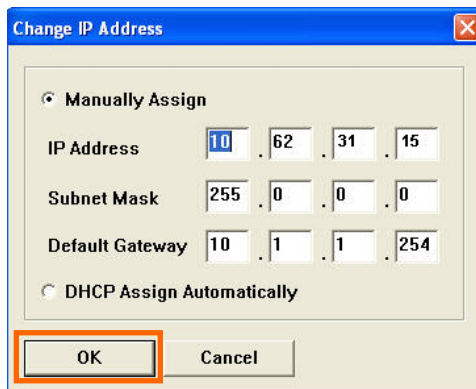 Change IP Address
Manually Assign
IP Address 10 . 62 . 31 . 15
Subnet Mask 255 . 0 . 0 . 0
Default Gateway 10 . 1 . 1 . 254
DHCP Assign Automatically
OK Cancel